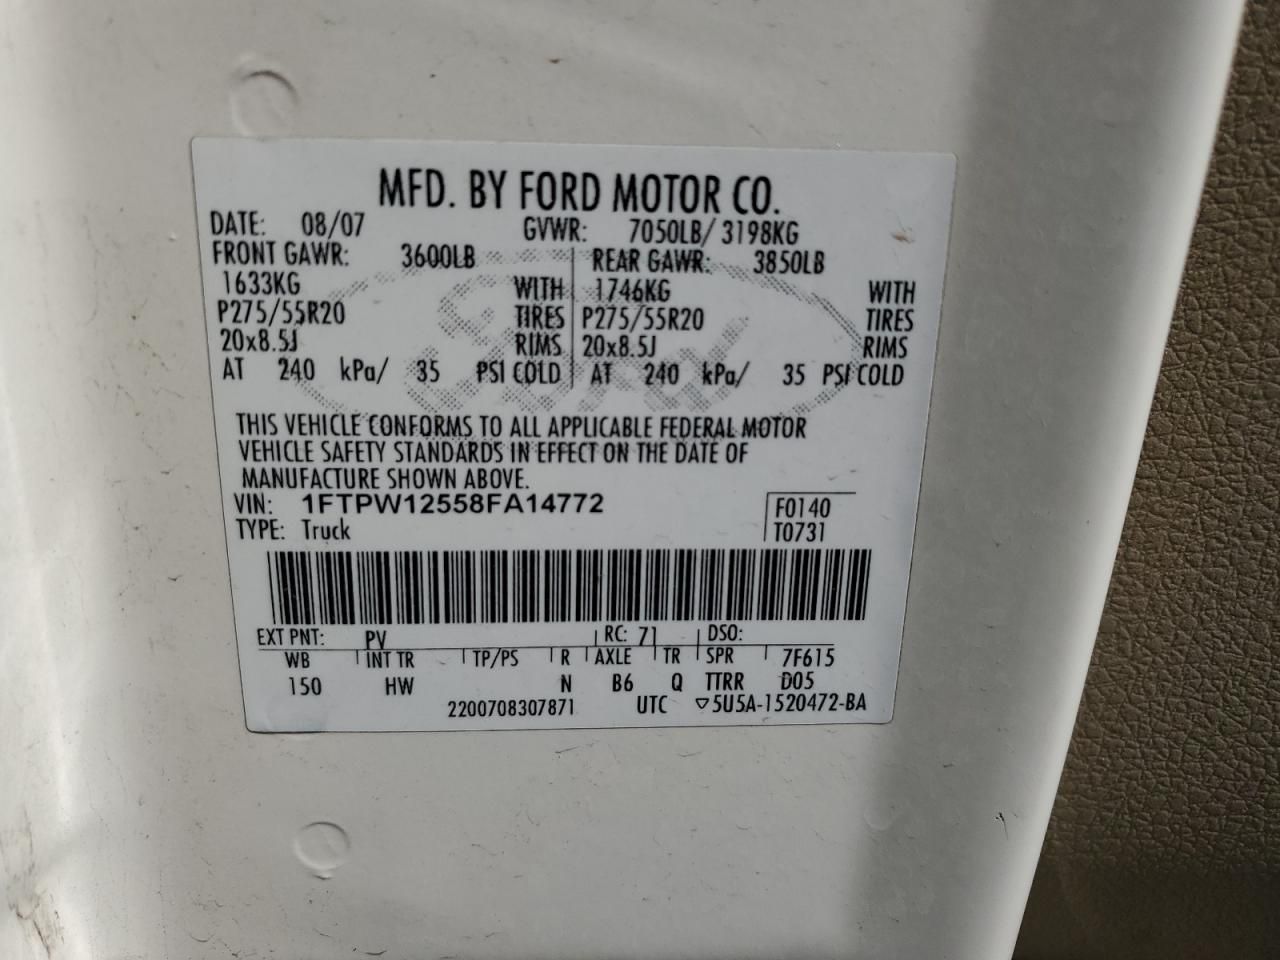 MFD. BY FORD MOTOR CO.
DATE: 08/07 GVWR: 7050LB/ 3198KG
FRONT GAWR: 3600LB REAR GAWR: 3850LB
1633KG WITH 1746KG WITH
P275/55R20 TIRES P275/55R20 TIRES
20x8.5J RIMS 20x8.5J RIMS
AT 240 kPa/ 35 PSI COLD AT 240 kPa/ 35 PSI COLD
Ford
THIS VEHICLE CONFORMS TO ALL APPLICABLE FEDERAL MOTOR
VEHICLE SAFETY STANDARDS IN EFFECT ON THE DATE OF
MANUFACTURE SHOWN ABOVE.
VIN: 1FTPW12558FA14772 F0140
TYPE: Truck T0731
EXT PNT: PV RC: 71 DSO:
WB INT TR TP/PS R AXLE TR SPR 7F615
150 HW N B6 Q TTRR D05
2200708307871 UTC ▽5U5A-1520472-BA